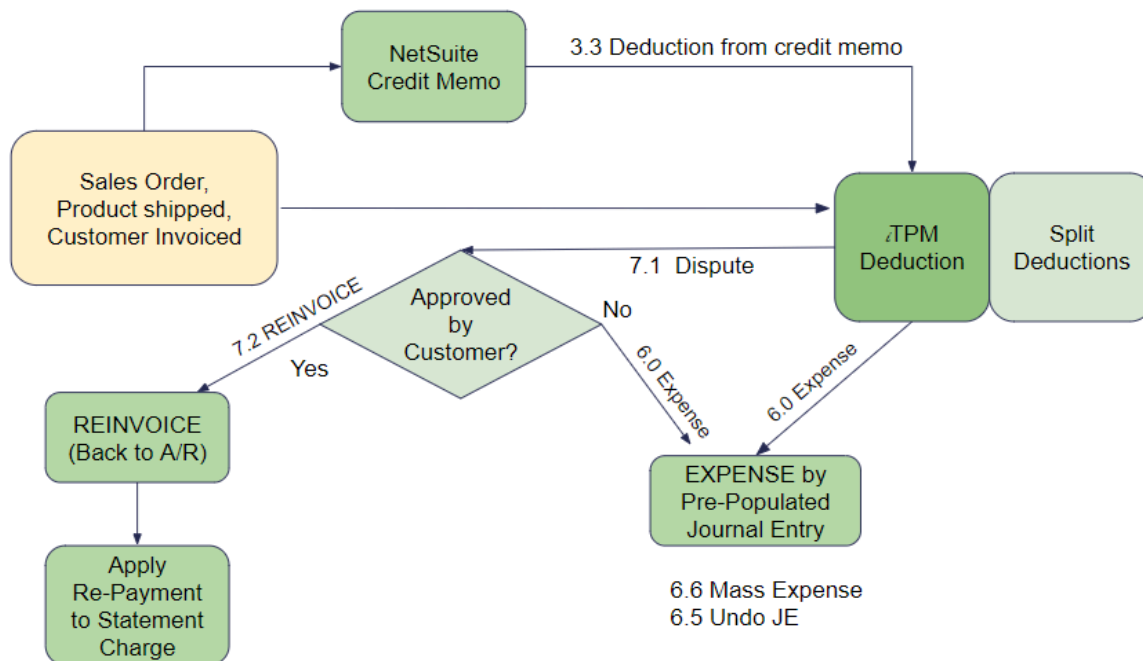 NetSuite
Credit Memo
3.3 Deduction from credit memo
Sales Order,
Product shipped,
Customer Invoiced
iTPM
Deduction
Split
Deductions
7.1 Dispute
Approved
by
Customer?
7.2 REINVOICE
Yes
No
6.0 Expense
6.0 Expense
REINVOICE
(Back to A/R)
EXPENSE by
Pre-Populated
Journal Entry
Apply
Re-Payment
to Statement
Charge
6.6 Mass Expense
6.5 Undo JE